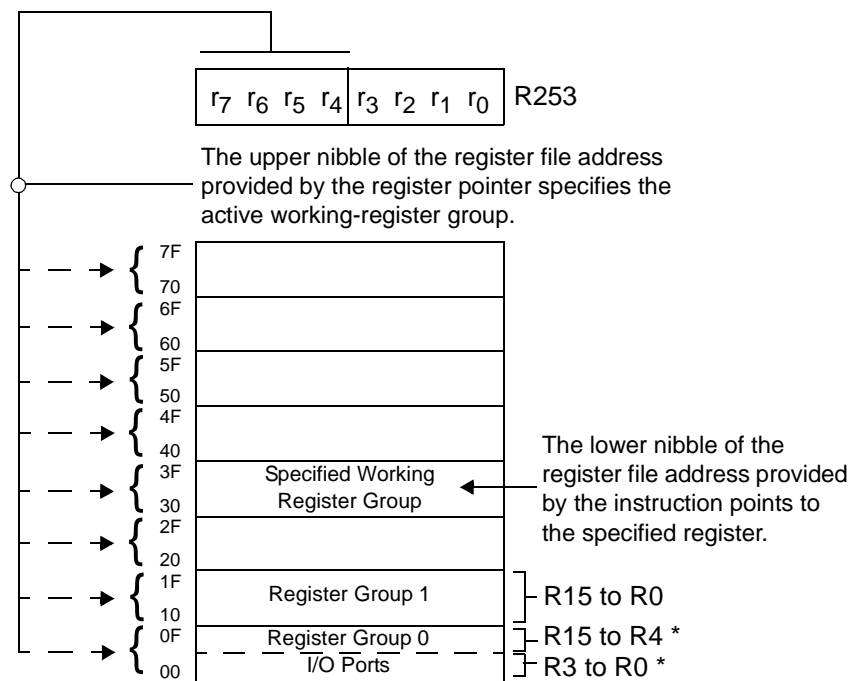 r7 r6 r5 r4 r3 r2 r1 r0 R253
The upper nibble of the register file address
provided by the register pointer specifies the
active working-register group.
7F
70
6F
60
5F
50
4F
40
3F
30
2F
20
1F
10
0F
00
Specified Working
Register Group
The lower nibble of the
register file address provided
by the instruction points to
the specified register.
Register Group 1
R15 to R0
Register Group 0
R15 to R4 *
I/O Ports
R3 to R0 *